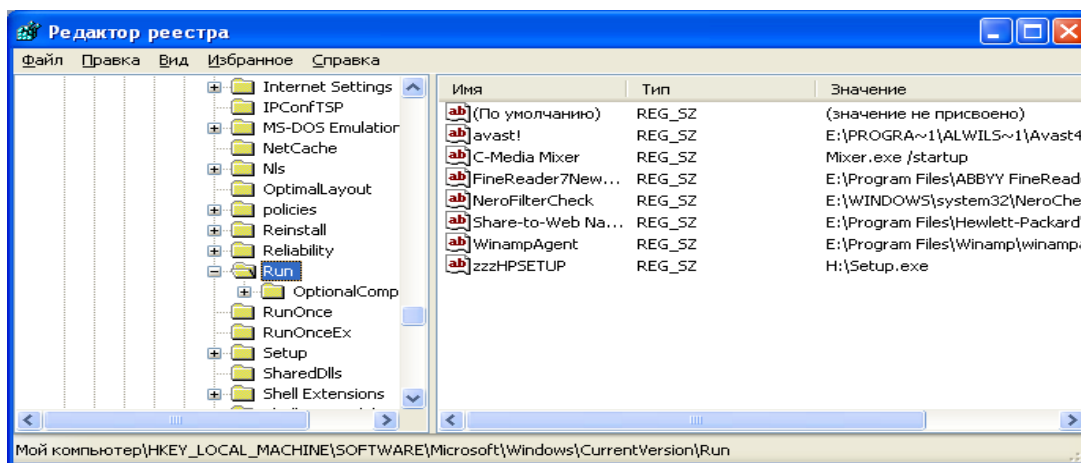 Редактор реестра
Файл Правка Вид Избранное Справка
Internet Settings
IPConfTSP
MS-DOS Emulation
NetCache
Nls
OptimalLayout
policies
Reinstall
Reliability
Run
OptionalComp
RunOnce
RunOnceEx
Setup
SharedDlls
Shell Extensions
Имя Тип Значение
(По умолчанию) REG_SZ (значение не присвоено)
avast! REG_SZ E:\PROGRA~1\ALWILS~1\Avast4
C-Media Mixer REG_SZ Mixer.exe /startup
FineReader7New... REG_SZ E:\Program Files\ABBYY FineRead
NeroFilterCheck REG_SZ E:\WINDOWS\system32\NeroChe
Share-to-Web Na... REG_SZ E:\Program Files\Hewlett-Packard
WinampAgent REG_SZ E:\Program Files\Winamp\winampa
zzzHPSETUP REG_SZ H:\Setup.exe
Мой компьютер\HKEY_LOCAL_MACHINE\SOFTWARE\Microsoft\Windows\CurrentVersion\Run